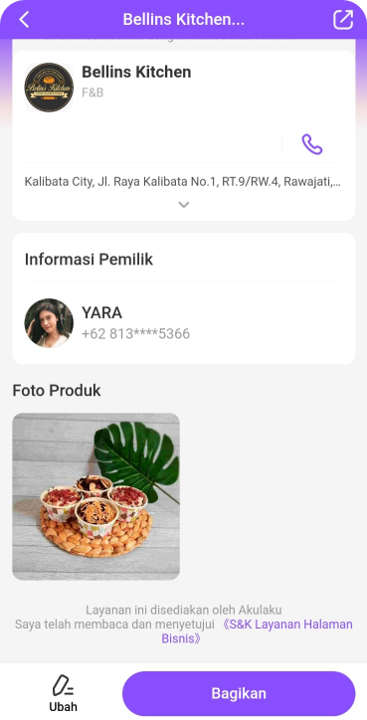 Bellins Kitchen...
Bellins Kitchen
F&B
Kalibata City, Jl. Raya Kalibata No.1, RT.9/RW.4, Rawajati,...
Informasi Pemilik
YARA
+62 813****5366
Foto Produk
Layanan ini disediakan oleh Akulaku
Saya telah membaca dan menyetujui 《S&K Layanan Halaman
Bisnis》
Ubah
Bagikan